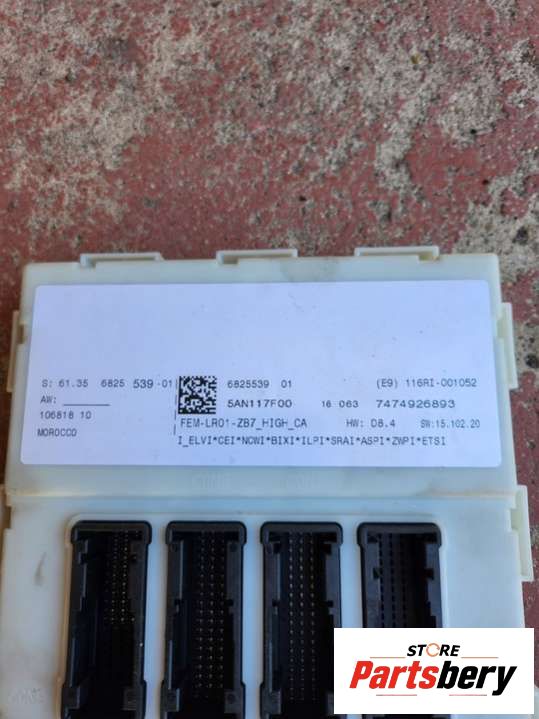 S: 61.35 6825 539-01 6825539 01 (E9) 116RI-001052
AW: 5AN117F00 16 063 7474926893
106818 10 FEM-LR01-ZB7_HIGH_CA HW: D8.4 SW:15.102.20
MOROCCO I_ELVI*CEI*NCWI*BIXI*ILPI*SRAI*ASPI*ZWPI*ETSI
STORE
Partsbery